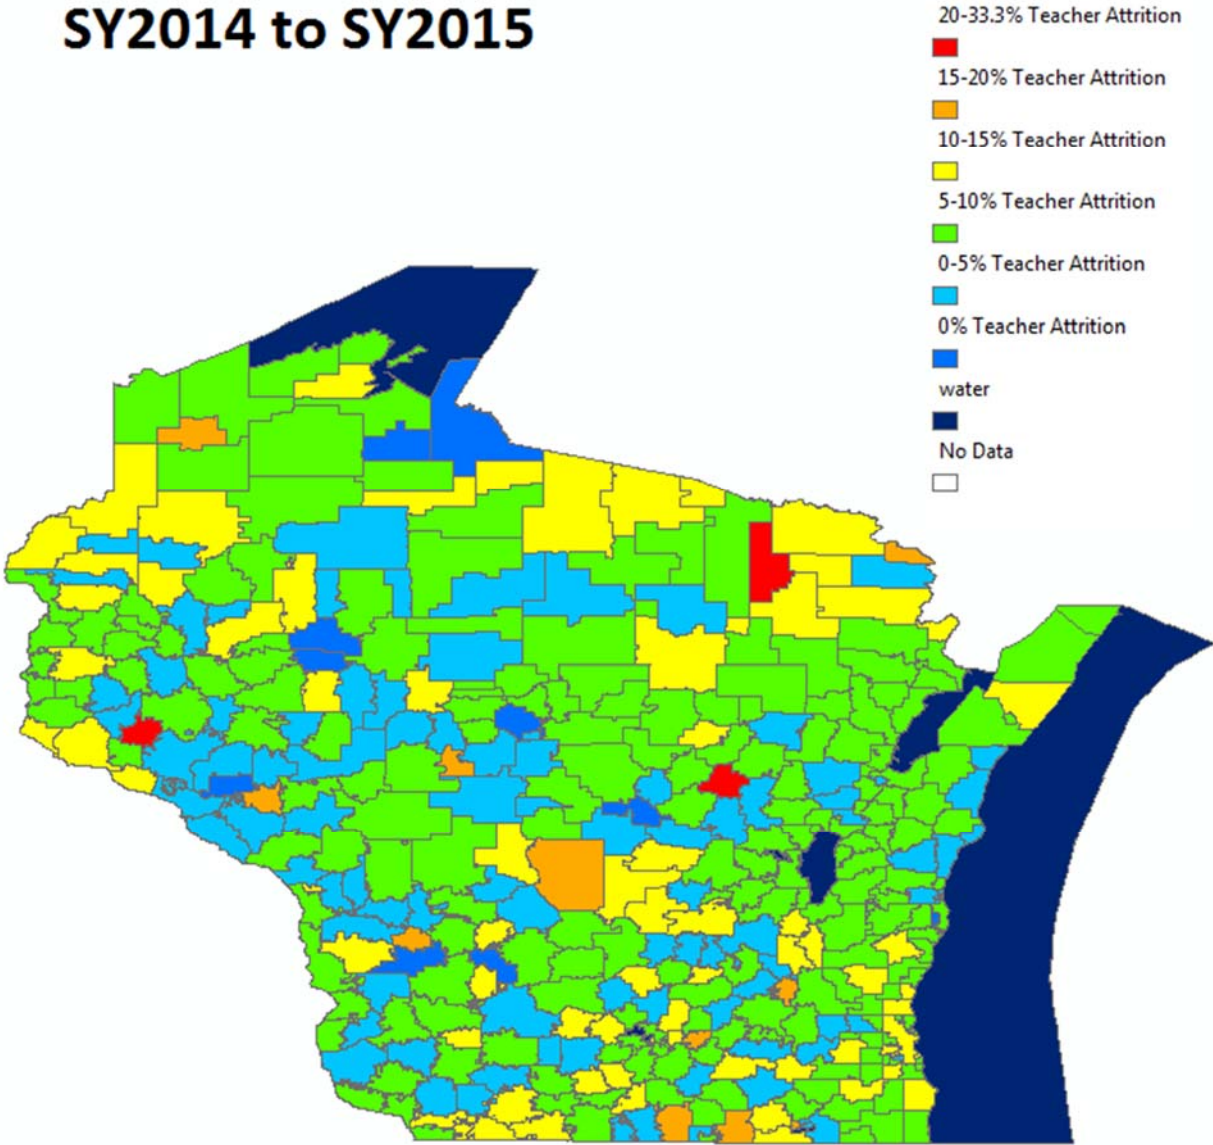 SY2014 to SY2015
20-33.3% Teacher Attrition
15-20% Teacher Attrition
10-15% Teacher Attrition
5-10% Teacher Attrition
0-5% Teacher Attrition
0% Teacher Attrition
water
No Data